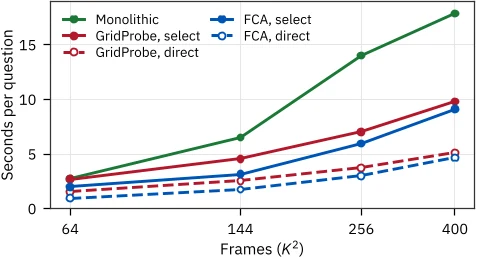 Monolithic
GridProbe, select
GridProbe, direct
FCA, select
FCA, direct
Seconds per question
15
10
5
0
64
144
256
400
Frames (K²)